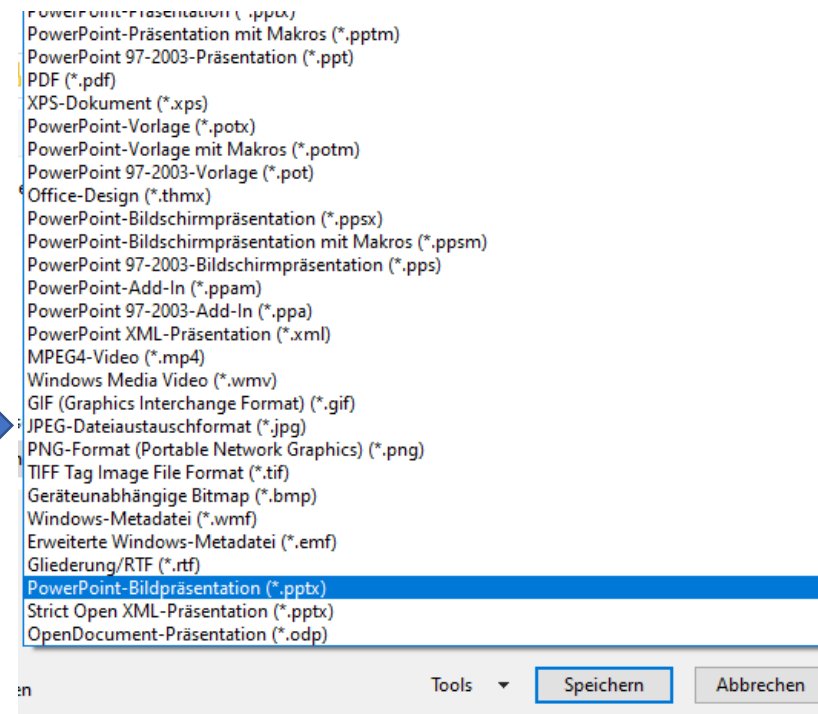 PowerPoint-Präsentation (*.pptx)
PowerPoint-Präsentation mit Makros (*.pptm)
PowerPoint 97-2003-Präsentation (*.ppt)
PDF (*.pdf)
XPS-Dokument (*.xps)
PowerPoint-Vorlage (*.potx)
PowerPoint-Vorlage mit Makros (*.potm)
PowerPoint 97-2003-Vorlage (*.pot)
Office-Design (*.thmx)
PowerPoint-Bildschirmpräsentation (*.ppsx)
PowerPoint-Bildschirmpräsentation mit Makros (*.ppsm)
PowerPoint 97-2003-Bildschirmpräsentation (*.pps)
PowerPoint-Add-In (*.ppam)
PowerPoint 97-2003-Add-In (*.ppa)
PowerPoint XML-Präsentation (*.xml)
MPEG4-Video (*.mp4)
Windows Media Video (*.wmv)
GIF (Graphics Interchange Format) (*.gif)
JPEG-Dateiaustauschformat (*.jpg)
PNG-Format (Portable Network Graphics) (*.png)
TIFF Tag Image File Format (*.tif)
Geräteunabhängige Bitmap (*.bmp)
Windows-Metadatei (*.wmf)
Erweiterte Windows-Metadatei (*.emf)
Gliederung/RTF (*.rtf)
PowerPoint-Bildpräsentation (*.pptx)
Strict Open XML-Präsentation (*.pptx)
OpenDocument-Präsentation (*.odp)
en Tools Speichern Abbrechen